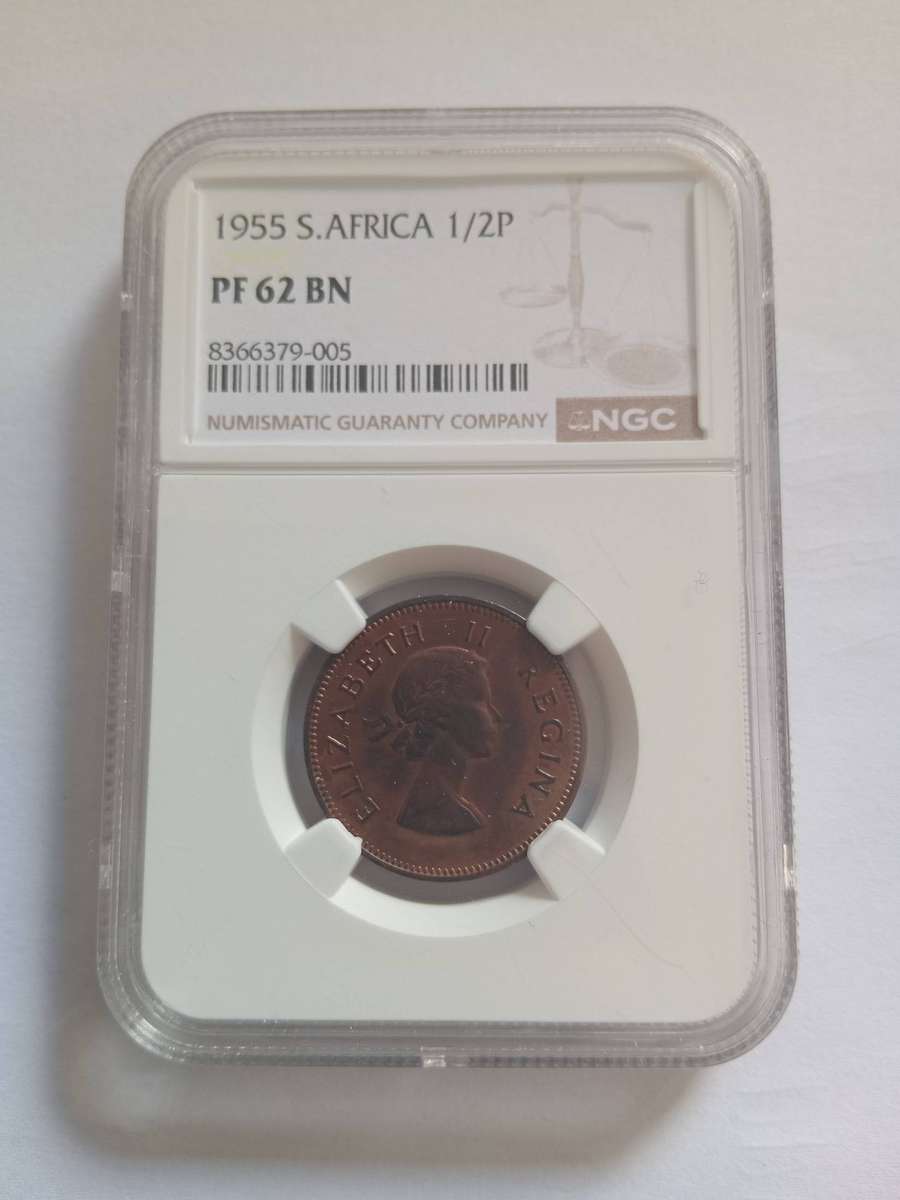 1955 S.AFRICA 1/2P
PF 62 BN
8366379-005
NUMISMATIC GUARANTY COMPANY NGC
ELIZABETH II REGINA